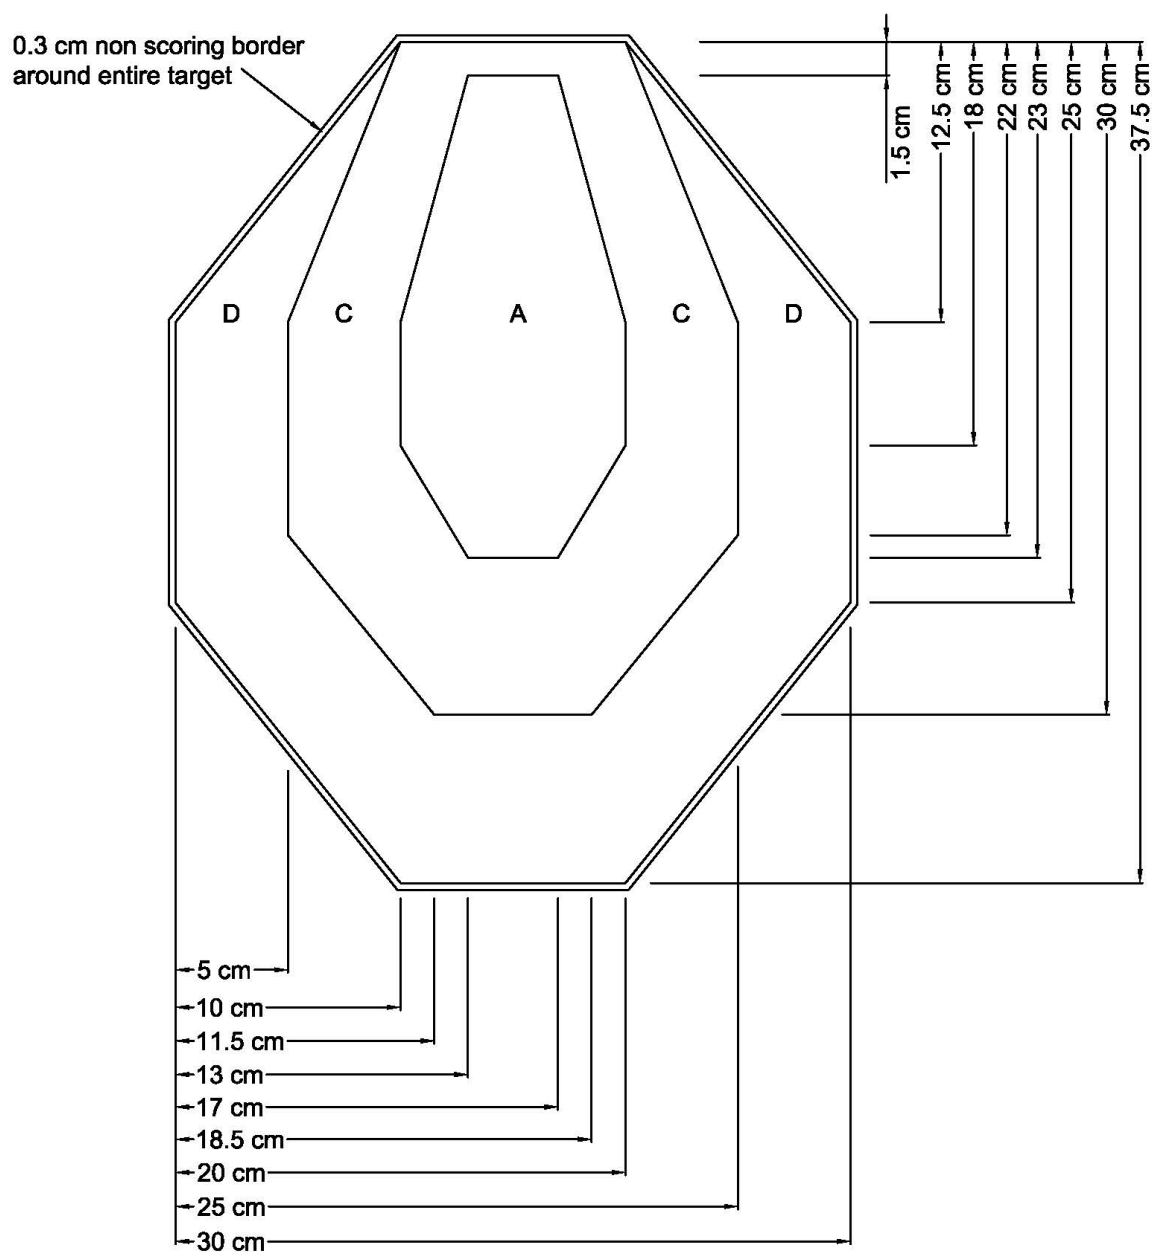 0.3 cm non scoring border
around entire target
1.5 cm
12.5 cm
18 cm
22 cm
23 cm
25 cm
30 cm
37.5 cm
D
C
A
C
D
5 cm
10 cm
11.5 cm
13 cm
17 cm
18.5 cm
20 cm
25 cm
30 cm